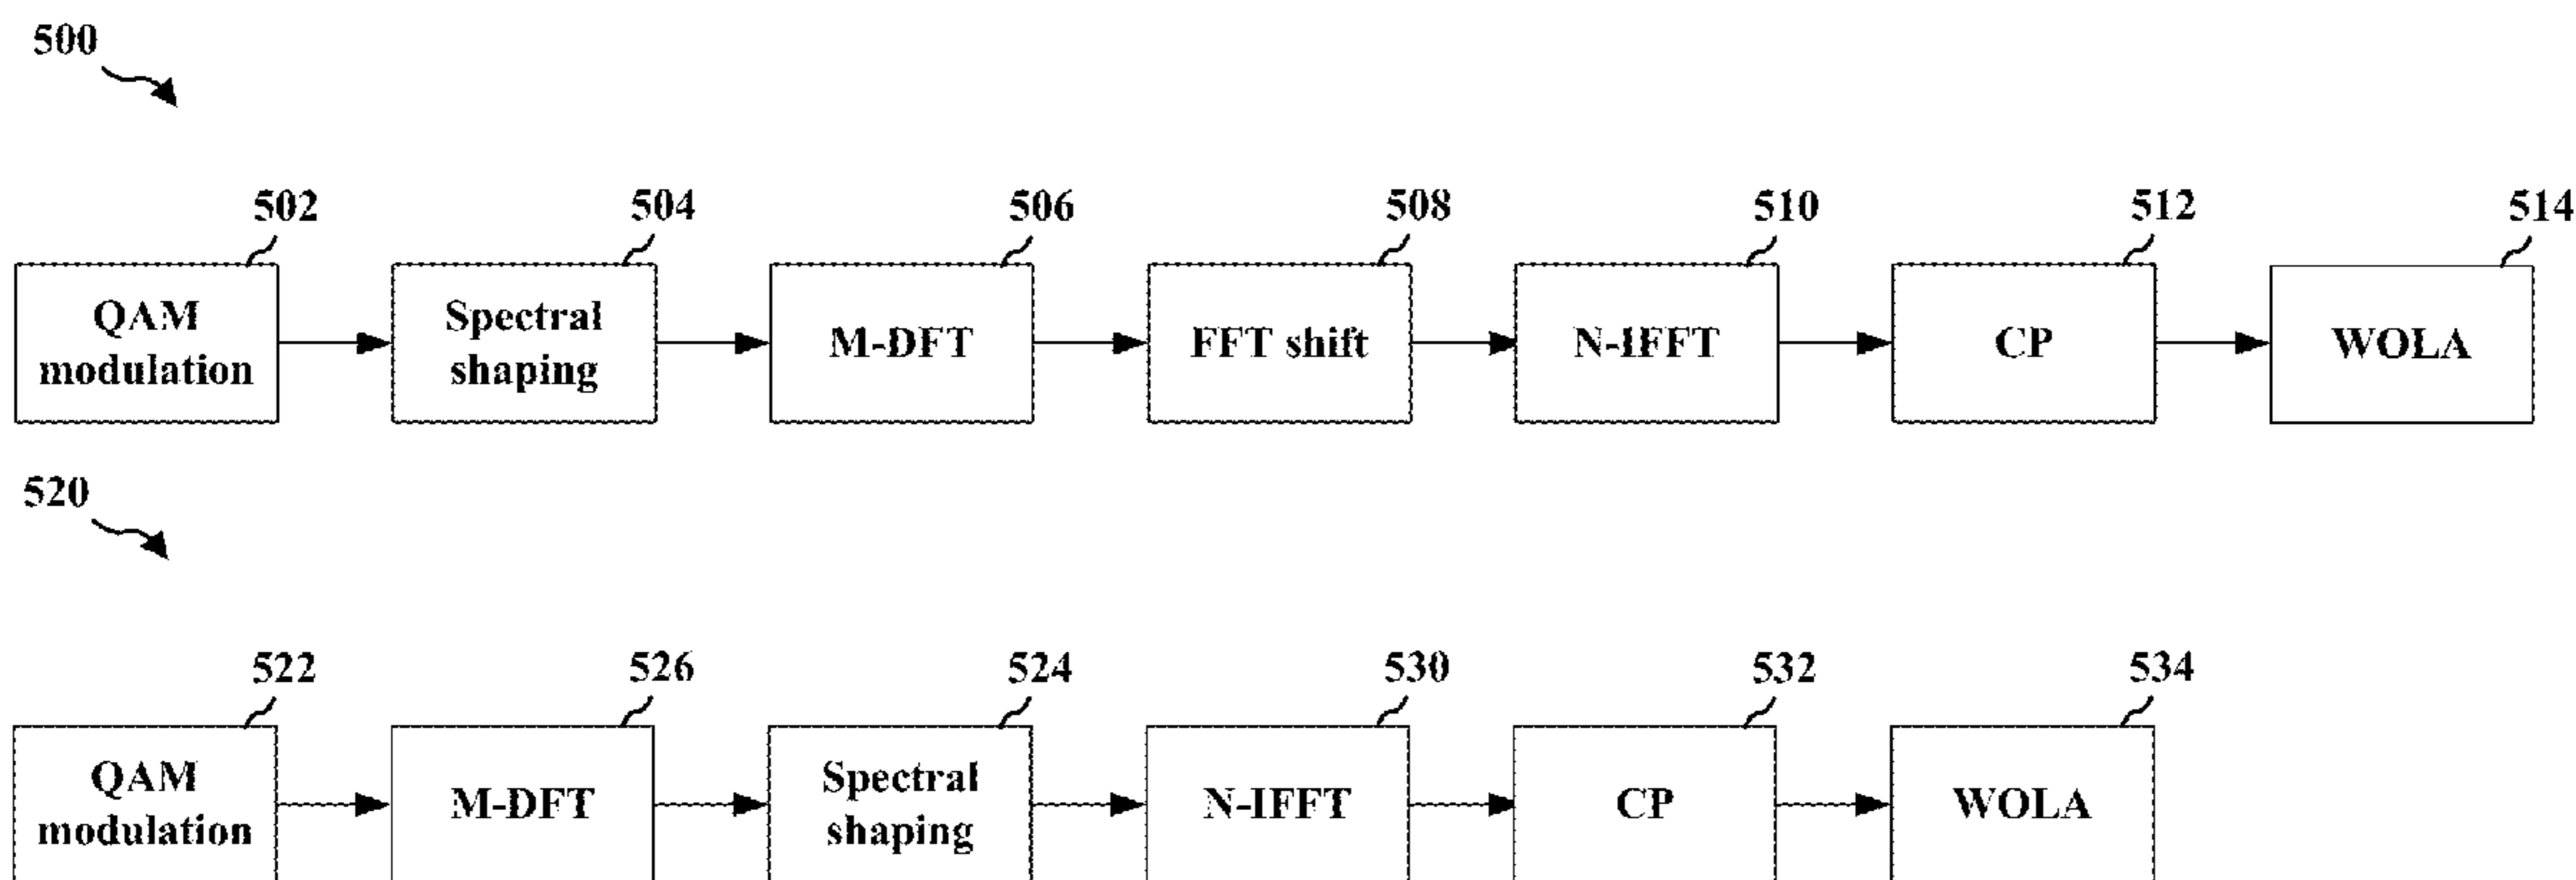 500
502 504 506 508 510 512 514
QAM
modulation
Spectral
shaping
M-DFT
FFT shift
N-IFFT
CP
WOLA
520
522 526 524 530 532 534
QAM
modulation
M-DFT
Spectral
shaping
N-IFFT
CP
WOLA